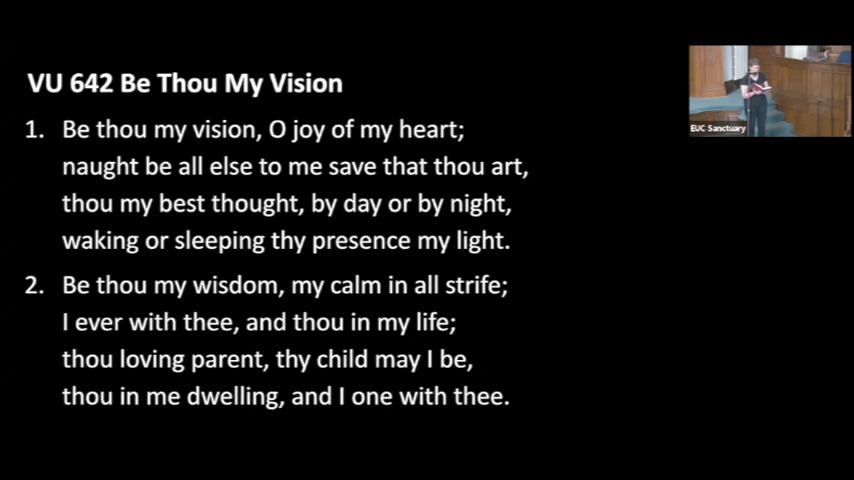 VU 642 Be Thou My Vision
1. Be thou my vision, O joy of my heart;
naught be all else to me save that thou art,
thou my best thought, by day or by night,
waking or sleeping thy presence my light.
2. Be thou my wisdom, my calm in all strife;
I ever with thee, and thou in my life;
thou loving parent, thy child may I be,
thou in me dwelling, and I one with thee.
EUC Sanctuary